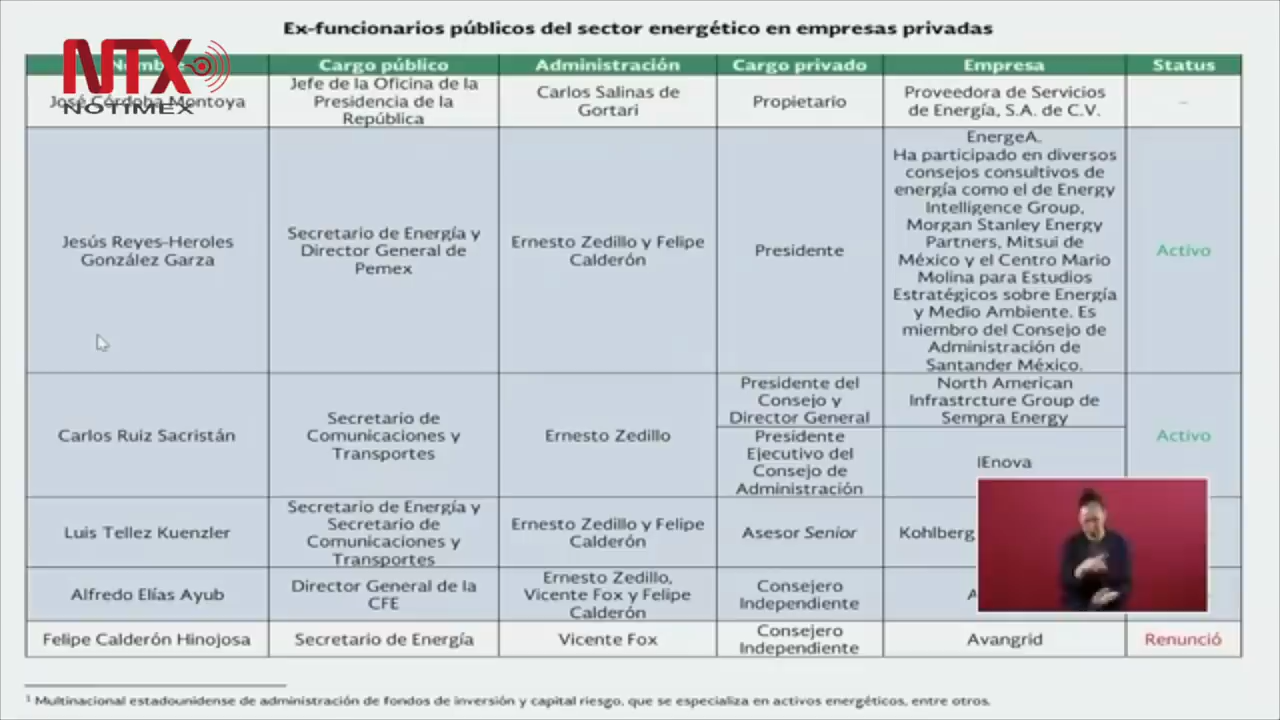 Ex-funcionarios públicos del sector energético en empresas privadas
NTX
NOTIMEX
Cargo público
Administración
Cargo privado
Empresa
Status
José Córdoba Montoya
Jefe de la Oficina de la
Presidencia de la
República
Carlos Salinas de
Gortari
Propietario
Proveedora de Servicios
de Energía, S.A. de C.V.
-
Jesús Reyes-Heroles
González Garza
Secretario de Energía y
Director General de
Pemex
Ernesto Zedillo y Felipe
Calderón
Presidente
EnergeA.
Ha participado en diversos
consejos consultivos de
energía como el de Energy
Intelligence Group,
Morgan Stanley Energy
Partners, Mitsui de
México y el Centro Mario
Molina para Estudios
Estratégicos sobre Energía
y Medio Ambiente. Es
miembro del Consejo de
Administración de
Santander México.
Activo
Carlos Ruiz Sacristán
Secretario de
Comunicaciones y
Transportes
Ernesto Zedillo
Presidente del
Consejo y
Director General
North American
Infrastrcture Group de
Sempra Energy
Presidente
Ejecutivo del
Consejo de
Administración
IEnova
Activo
Luis Tellez Kuenzler
Secretario de Energía y
Secretario de
Comunicaciones y
Transportes
Ernesto Zedillo y Felipe
Calderón
Asesor Senior
Kohlberg
Alfredo Elías Ayub
Director General de la
CFE
Ernesto Zedillo,
Vicente Fox y Felipe
Calderón
Consejero
Independiente
Felipe Calderón Hinojosa
Secretario de Energía
Vicente Fox
Consejero
Independiente
Avangrid
Renunció
¹ Multinacional estadounidense de administración de fondos de inversión y capital riesgo, que se especializa en activos energéticos, entre otros.